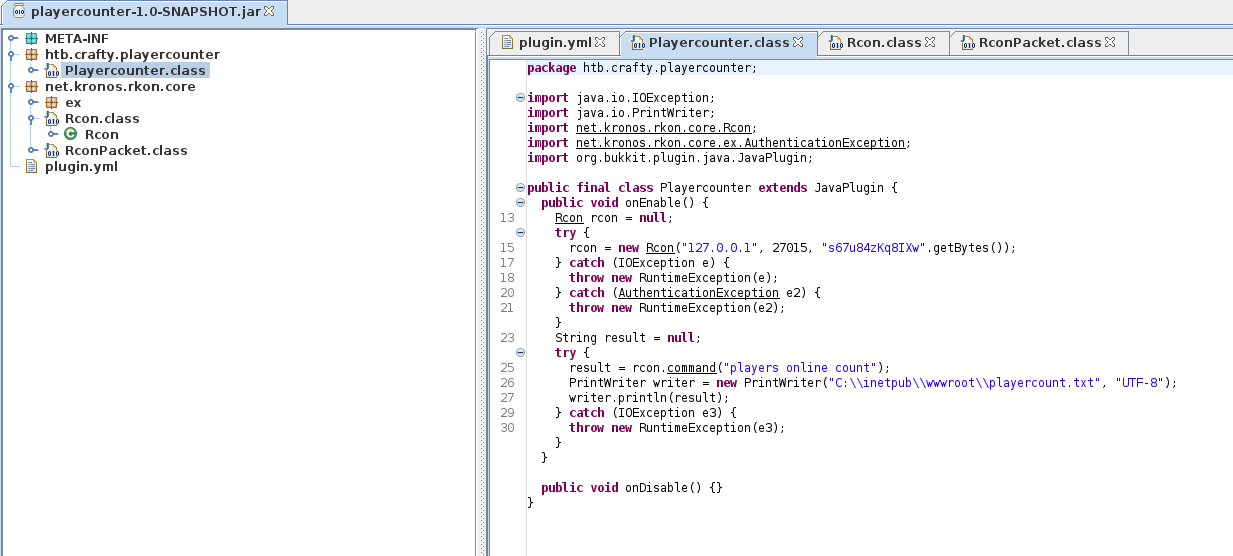 playercounter-1.0-SNAPSHOT.jar
META-INF
htb.crafty.playercounter
Playercounter.class
net.kronos.rkon.core
ex
Rcon.class
Rcon
RconPacket.class
plugin.yml
plugin.yml Playercounter.class Rcon.class RconPacket.class
package htb.crafty.playercounter;
import java.io.IOException;
import java.io.PrintWriter;
import net.kronos.rkon.core.Rcon;
import net.kronos.rkon.core.ex.AuthenticationException;
import org.bukkit.plugin.java.JavaPlugin;
public final class Playercounter extends JavaPlugin {
public void onEnable() {
13 Rcon rcon = null;
try {
15 rcon = new Rcon("127.0.0.1", 27015, "s67u84zKq8IXw".getBytes());
17 } catch (IOException e) {
18 throw new RuntimeException(e);
20 } catch (AuthenticationException e2) {
21 throw new RuntimeException(e2);
}
23 String result = null;
try {
25 result = rcon.command("players online count");
26 PrintWriter writer = new PrintWriter("C:\\inetpub\\wwwroot\\playercount.txt", "UTF-8");
27 writer.println(result);
29 } catch (IOException e3) {
30 throw new RuntimeException(e3);
}
}
public void onDisable() {}
}